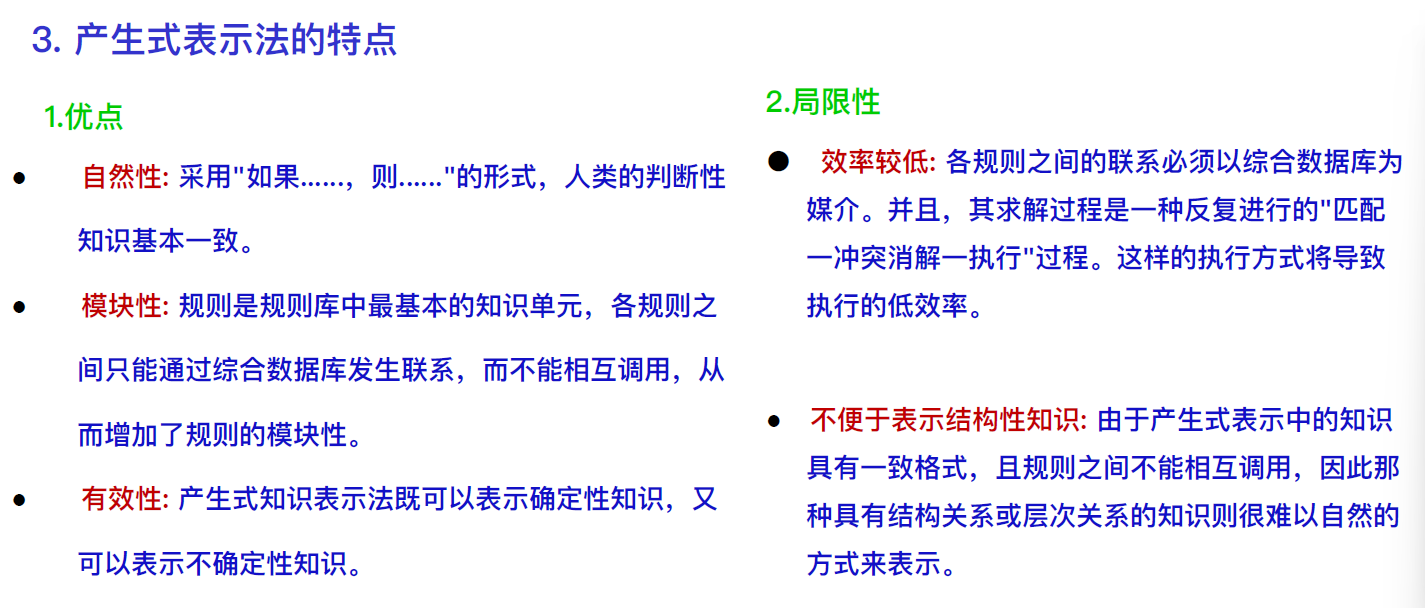 3. 产生式表示法的特点
1.优点
● 自然性: 采用"如果……，则……"的形式，人类的判断性
知识基本一致。
● 模块性: 规则是规则库中最基本的知识单元，各规则之
间只能通过综合数据库发生联系，而不能相互调用，从
而增加了规则的模块性。
● 有效性: 产生式知识表示法既可以表示确定性知识，又
可以表示不确定性知识。
2.局限性
● 效率较低: 各规则之间的联系必须以综合数据库为
媒介。并且，其求解过程是一种反复进行的"匹配
一冲突消解一执行"过程。这样的执行方式将导致
执行的低效率。
● 不便于表示结构性知识: 由于产生式表示中的知识
具有一致格式，且规则之间不能相互调用，因此那
种具有结构关系或层次关系的知识则很难以自然的
方式来表示。